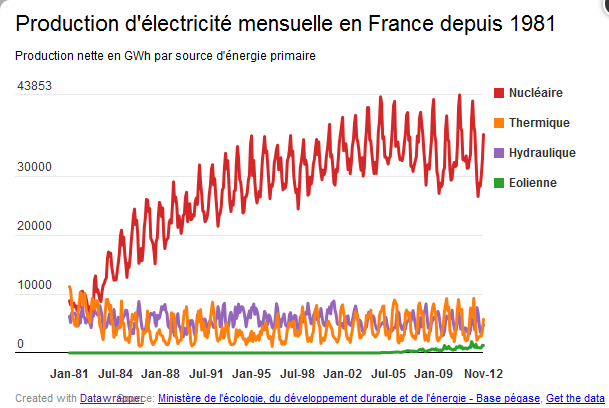 Production d'électricité mensuelle en France depuis 1981
Production nette en GWh par source d'énergie primaire
43853
30000
20000
10000
0
Nucléaire
Thermique
Hydraulique
Eolienne
Jan-81 Jul-84 Jan-88 Jul-91 Jan-95 Jul-98 Jan-02 Jul-05 Jan-09 Nov-12
Created with Datawrapper Source: Ministère de l'écologie, du développement durable et de l'énergie - Base pégase, Get the data